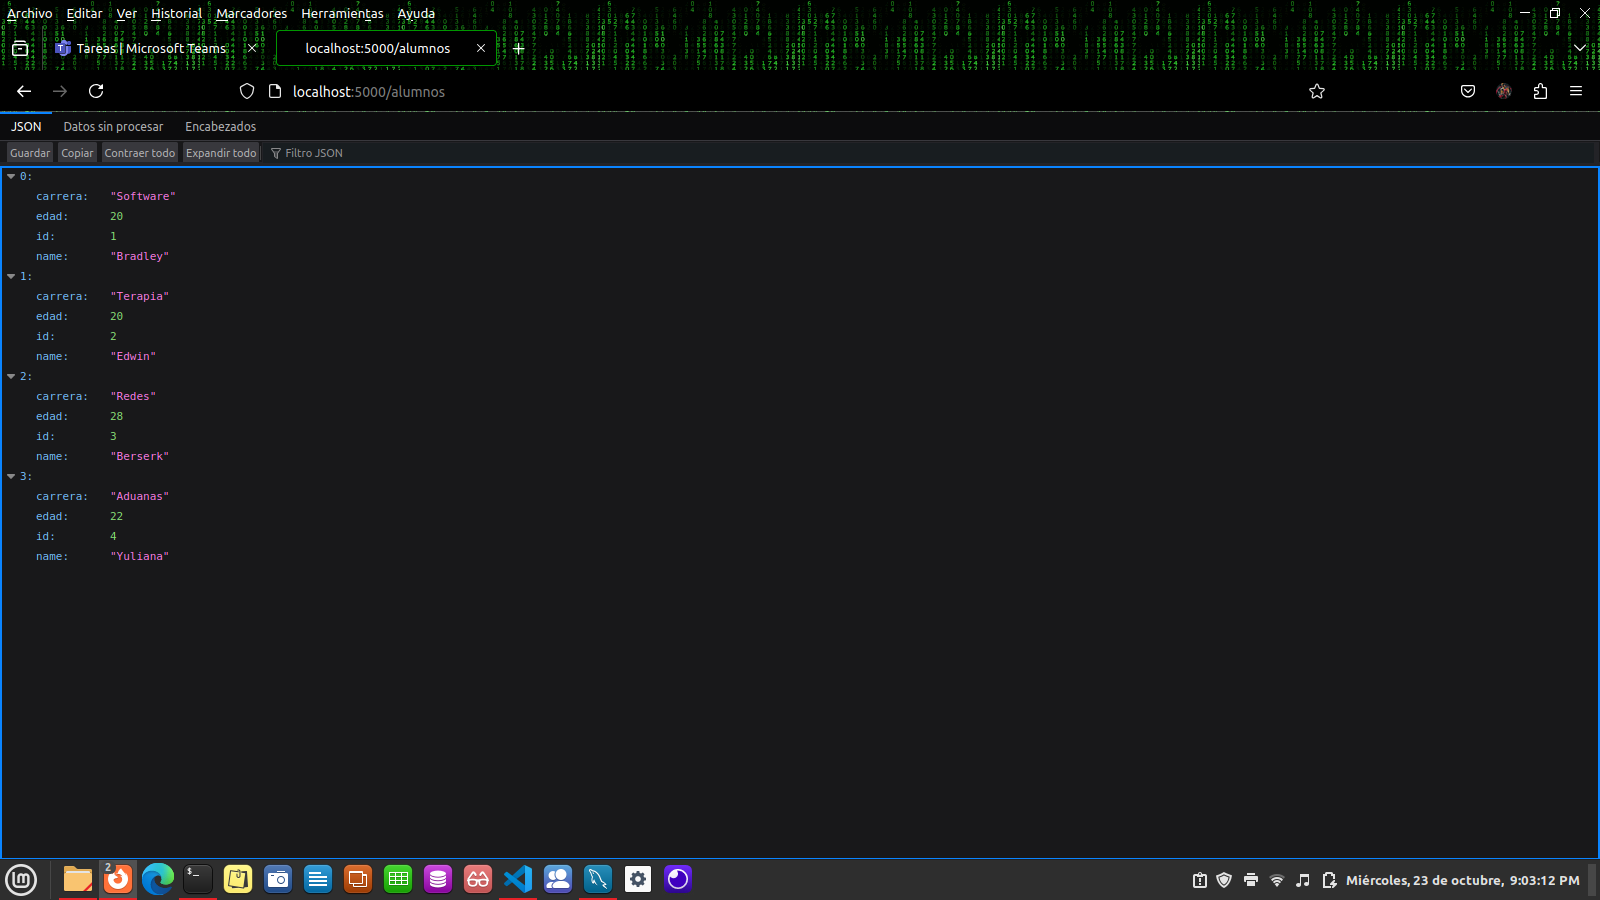 Archivo Editar Ver Historial Marcadores Herramientas Ayuda
Tareas | Microsoft Teams
localhost:5000/alumnos
localhost:5000/alumnos
JSON Datos sin procesar Encabezados
Guardar Copiar Contraer todo Expandir todo Filtro JSON
0:
carrera: "Software"
edad: 20
id: 1
name: "Bradley"
1:
carrera: "Terapia"
edad: 20
id: 2
name: "Edwin"
2:
carrera: "Redes"
edad: 28
id: 3
name: "Berserk"
3:
carrera: "Aduanas"
edad: 22
id: 4
name: "Yuliana"
2
Miércoles, 23 de octubre, 9:03:12 PM